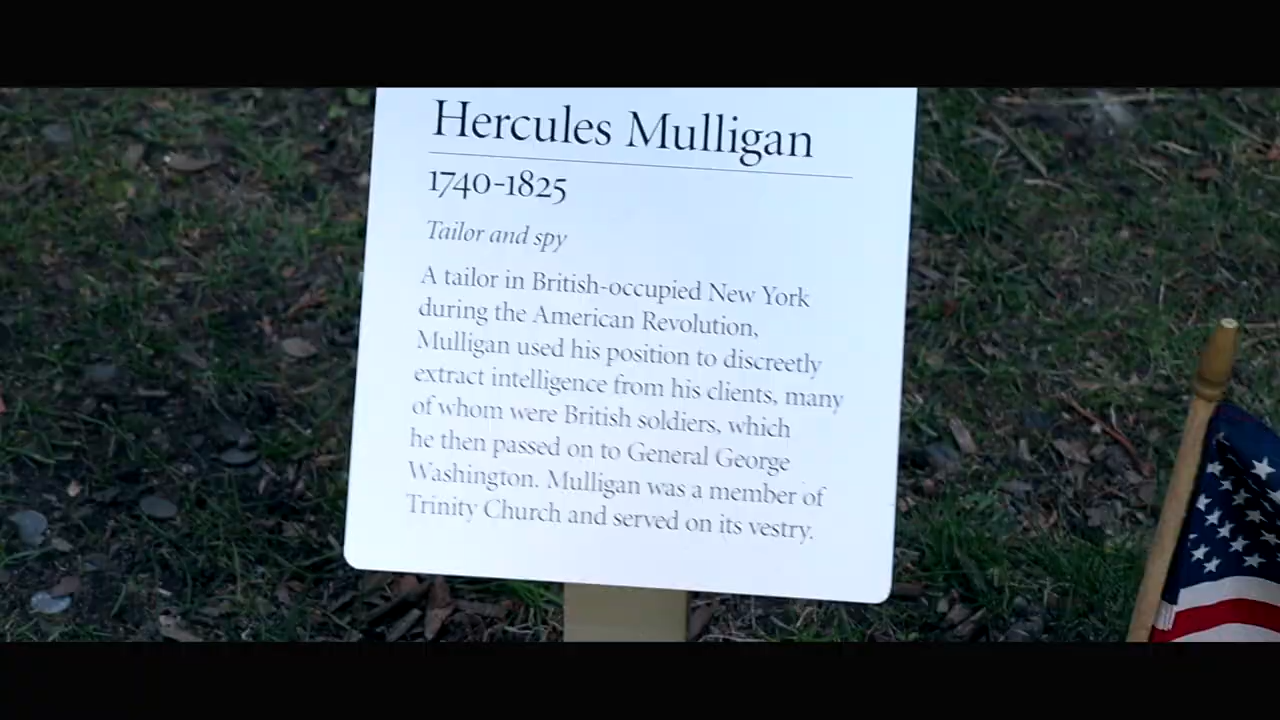 Hercules Mulligan
1740-1825
Tailor and spy
A tailor in British-occupied New York
during the American Revolution,
Mulligan used his position to discreetly
extract intelligence from his clients, many
of whom were British soldiers, which
he then passed on to General George
Washington. Mulligan was a member of
Trinity Church and served on its vestry.